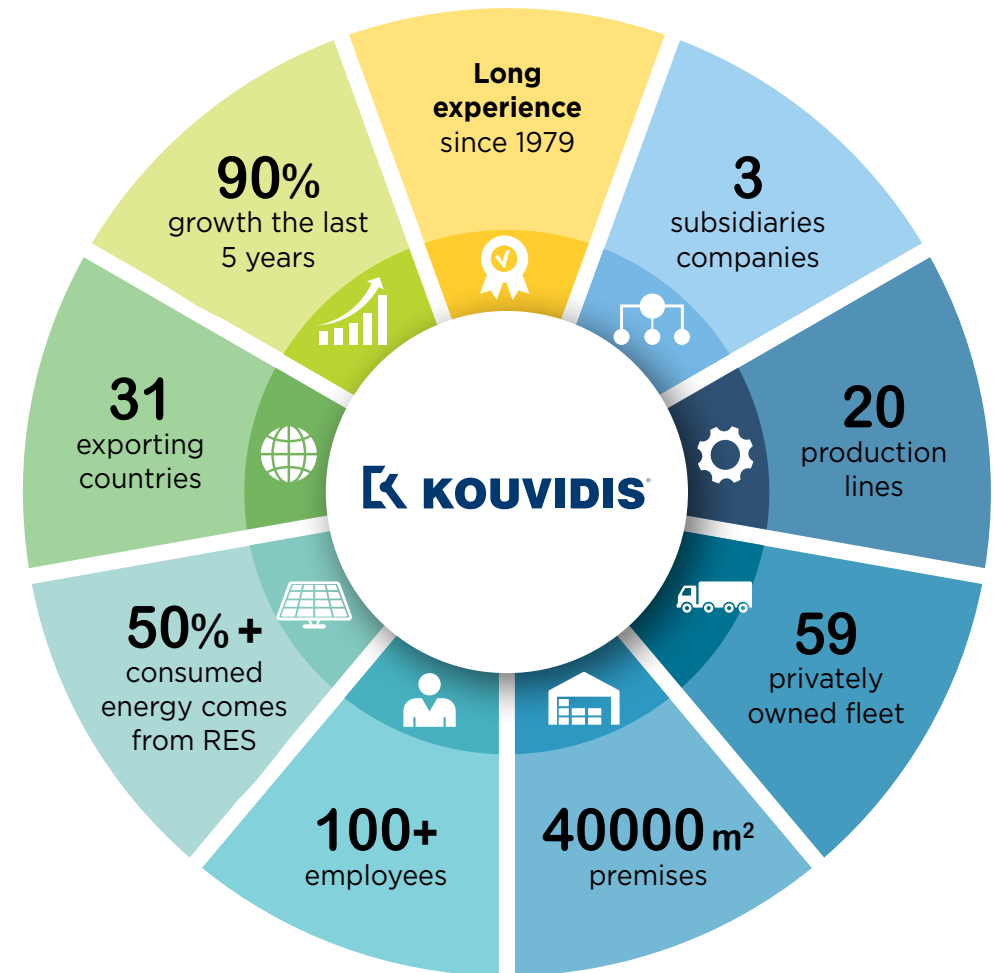 Long
experience
since 1979
3
subsidiaries
companies
20
production
lines
59
privately
owned fleet
40000 m²
premises
100+
employees
50% +
consumed
energy comes
from RES
31
exporting
countries
90%
growth the last
5 years
KOUVIDIS®